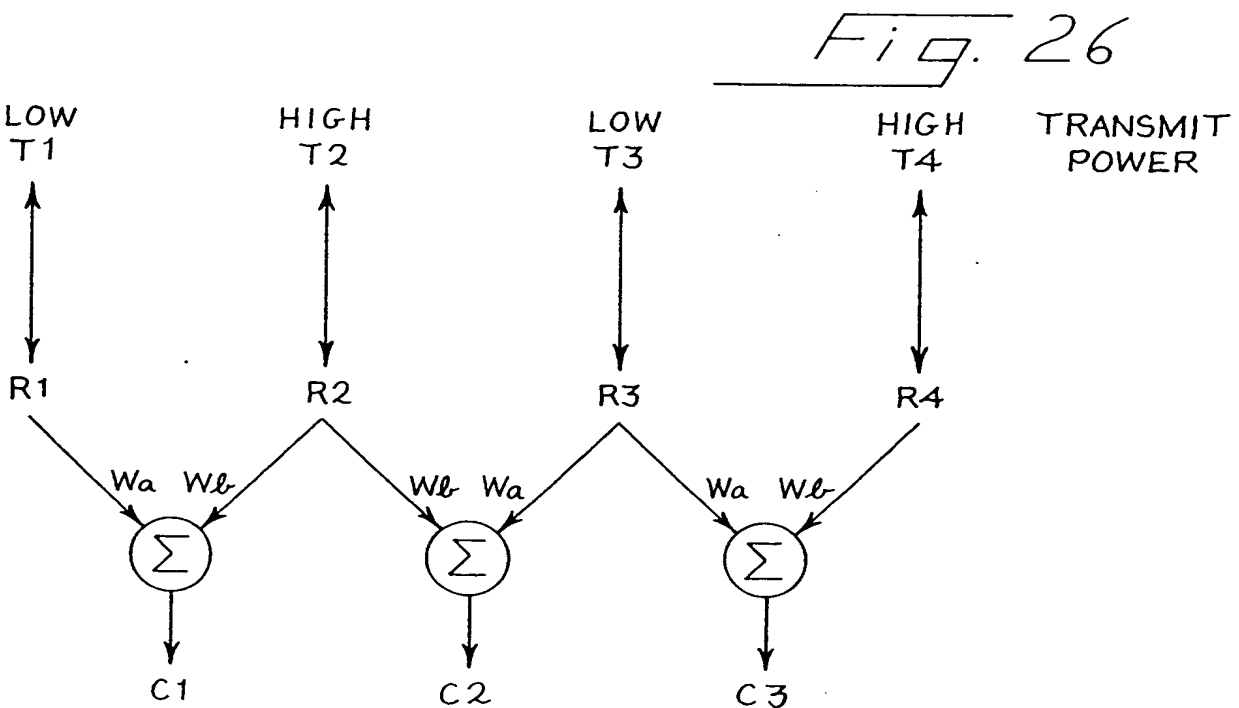 Fig. 26
LOW HIGH LOW HIGH TRANSMIT
T1 T2 T3 T4 POWER
R1 R2 R3 R4
Wa Wb Wb Wa Wa Wb
Σ Σ Σ
C1 C2 C3